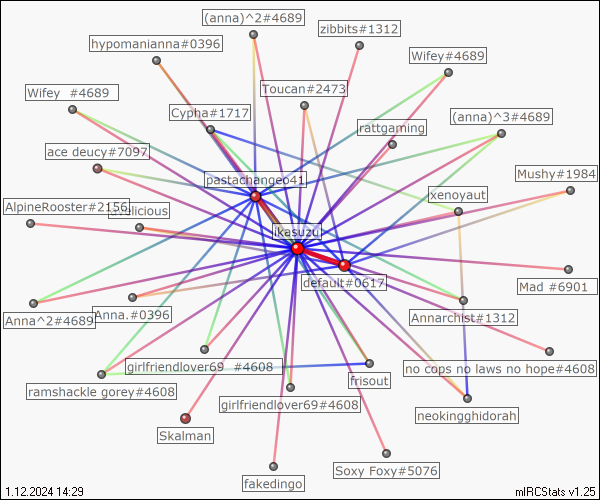 (anna)^2#4689
zibbits#1312
hypomanianna#0396
Wifey#4689
Toucan#2473
Wifey  #4689
Cypha#1717
(anna)^3#4689
rattgaming
ace deucy#7097
Mushy#1984
pastachangeo41
xenoyaut
AlpineRooster#2156
ikasuzu
default#0617
Mad #6901
Anna^2#4689
Anna.#0396
Annarchist#1312
girlfriendlover69  #4608
no cops no laws no hope#4608
frisout
ramshackle gorey#4608
girlfriendlover69#4608
neokingghidorah
Skalman
Soxy Foxy#5076
fakedingo
1.12.2024 14:29
mIRCStats v1.25